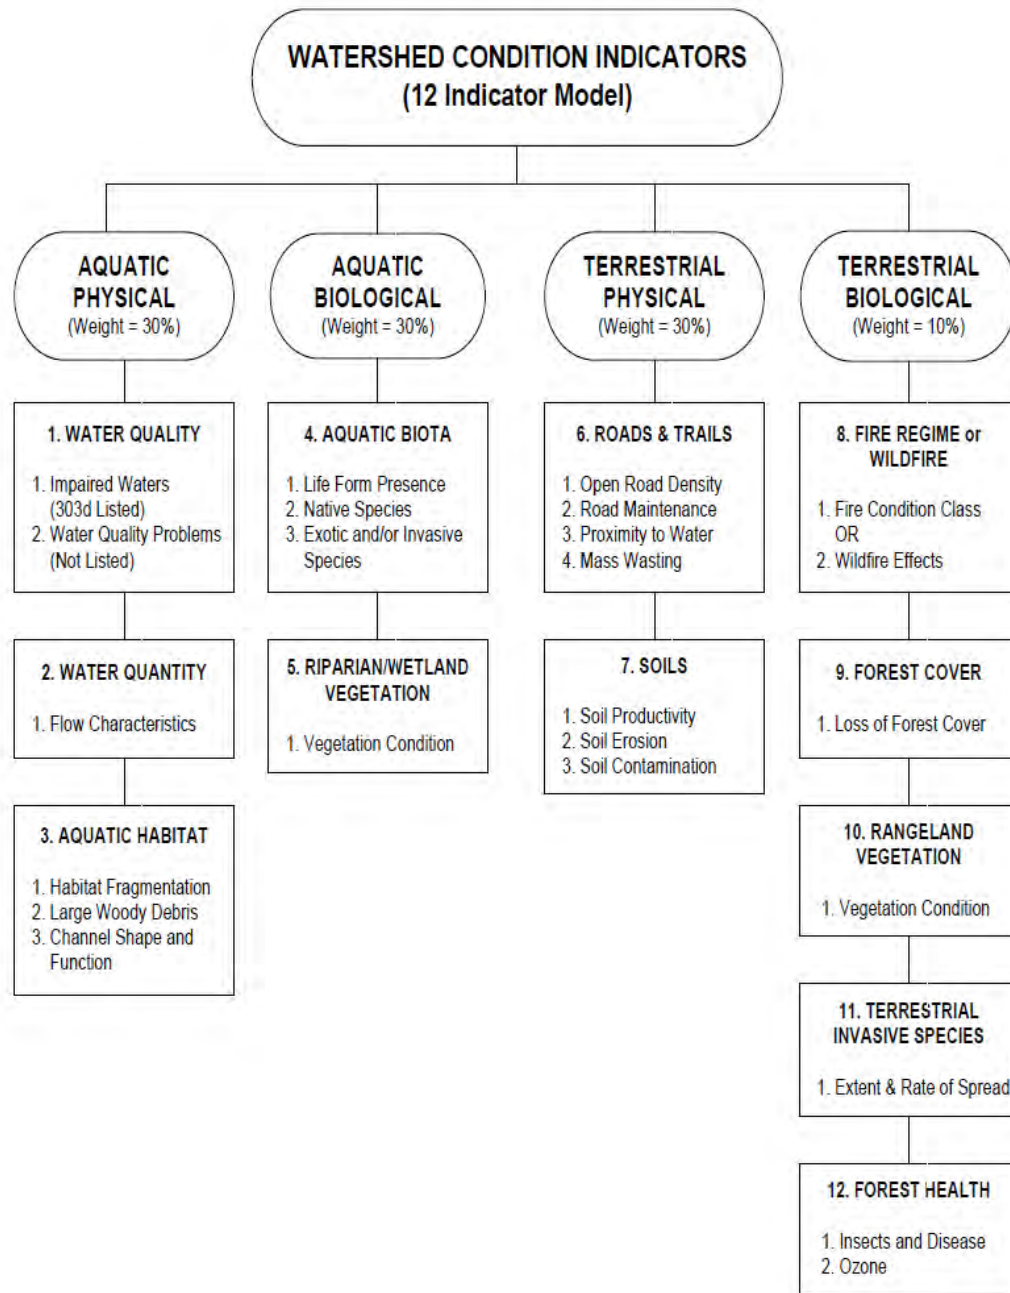 WATERSHED CONDITION INDICATORS
(12 Indicator Model)
AQUATIC
PHYSICAL
(Weight = 30%)
1. WATER QUALITY
1. Impaired Waters
(303d Listed)
2. Water Quality Problems
(Not Listed)
2. WATER QUANTITY
1. Flow Characteristics
3. AQUATIC HABITAT
1. Habitat Fragmentation
2. Large Woody Debris
3. Channel Shape and
Function
AQUATIC
BIOLOGICAL
(Weight = 30%)
4. AQUATIC BIOTA
1. Life Form Presence
2. Native Species
3. Exotic and/or Invasive
Species
5. RIPARIAN/WETLAND
VEGETATION
1. Vegetation Condition
TERRESTRIAL
PHYSICAL
(Weight = 30%)
6. ROADS & TRAILS
1. Open Road Density
2. Road Maintenance
3. Proximity to Water
4. Mass Wasting
7. SOILS
1. Soil Productivity
2. Soil Erosion
3. Soil Contamination
TERRESTRIAL
BIOLOGICAL
(Weight = 10%)
8. FIRE REGIME or
WILDFIRE
1. Fire Condition Class
OR
2. Wildfire Effects
9. FOREST COVER
1. Loss of Forest Cover
10. RANGELAND
VEGETATION
1. Vegetation Condition
11. TERRESTRIAL
INVASIVE SPECIES
1. Extent & Rate of Spread
12. FOREST HEALTH
1. Insects and Disease
2. Ozone